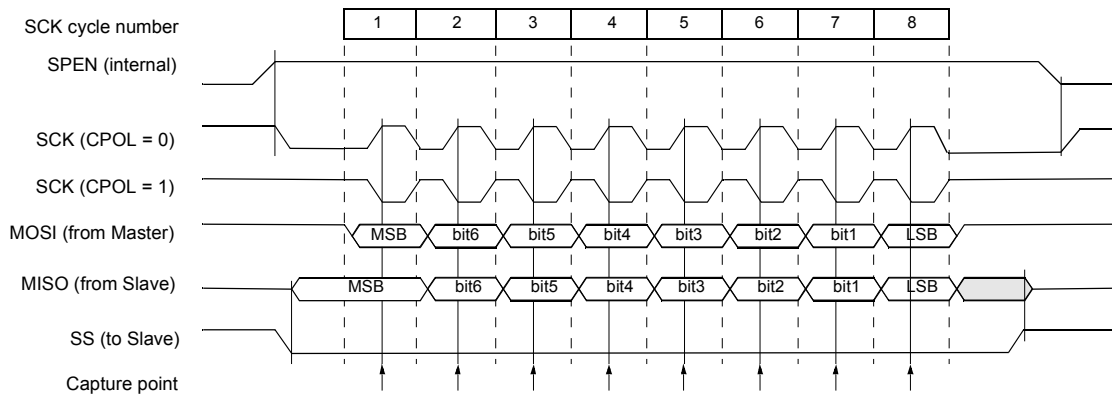 SCK cycle number 1 2 3 4 5 6 7 8
SPEN (internal)
SCK (CPOL = 0)
SCK (CPOL = 1)
MOSI (from Master) MSB bit6 bit5 bit4 bit3 bit2 bit1 LSB
MISO (from Slave) MSB bit6 bit5 bit4 bit3 bit2 bit1 LSB
SS (to Slave)
Capture point